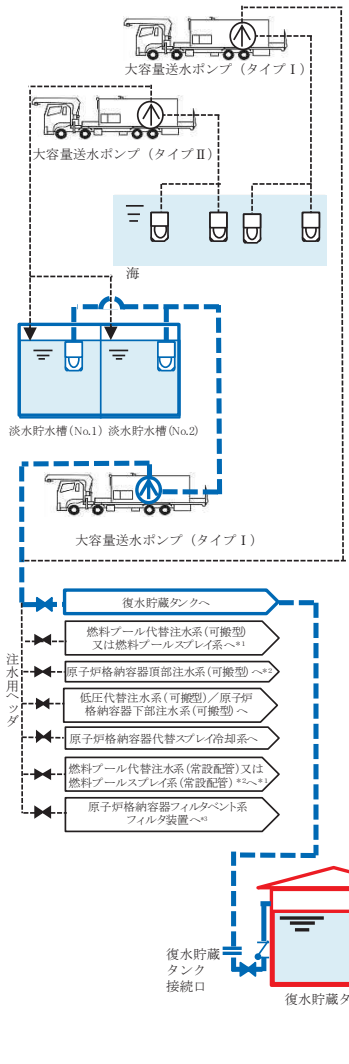 大容量送水ポンプ（タイプⅠ）
大容量送水ポンプ（タイプⅡ）
海
淡水貯水槽(No.1) 淡水貯水槽(No.2)
大容量送水ポンプ（タイプⅠ）
注水用ヘッダ
復水貯蔵タンクへ
燃料プール代替注水系(可搬型)
又は燃料プールスプレイ系へ*1
原子炉格納容器頂部注水系(可搬型)へ*2
低圧代替注水系(可搬型)／原子炉
格納容器下部注水系(可搬型)へ
原子炉格納容器代替スプレイ冷却系へ
燃料プール代替注水系(常設配管)又は
燃料プールスプレイ系(常設配管)*2へ*1
原子炉格納容器フィルタベント系
フィルタ装置へ*3
復水貯蔵
タンク
接続口
復水貯蔵タ